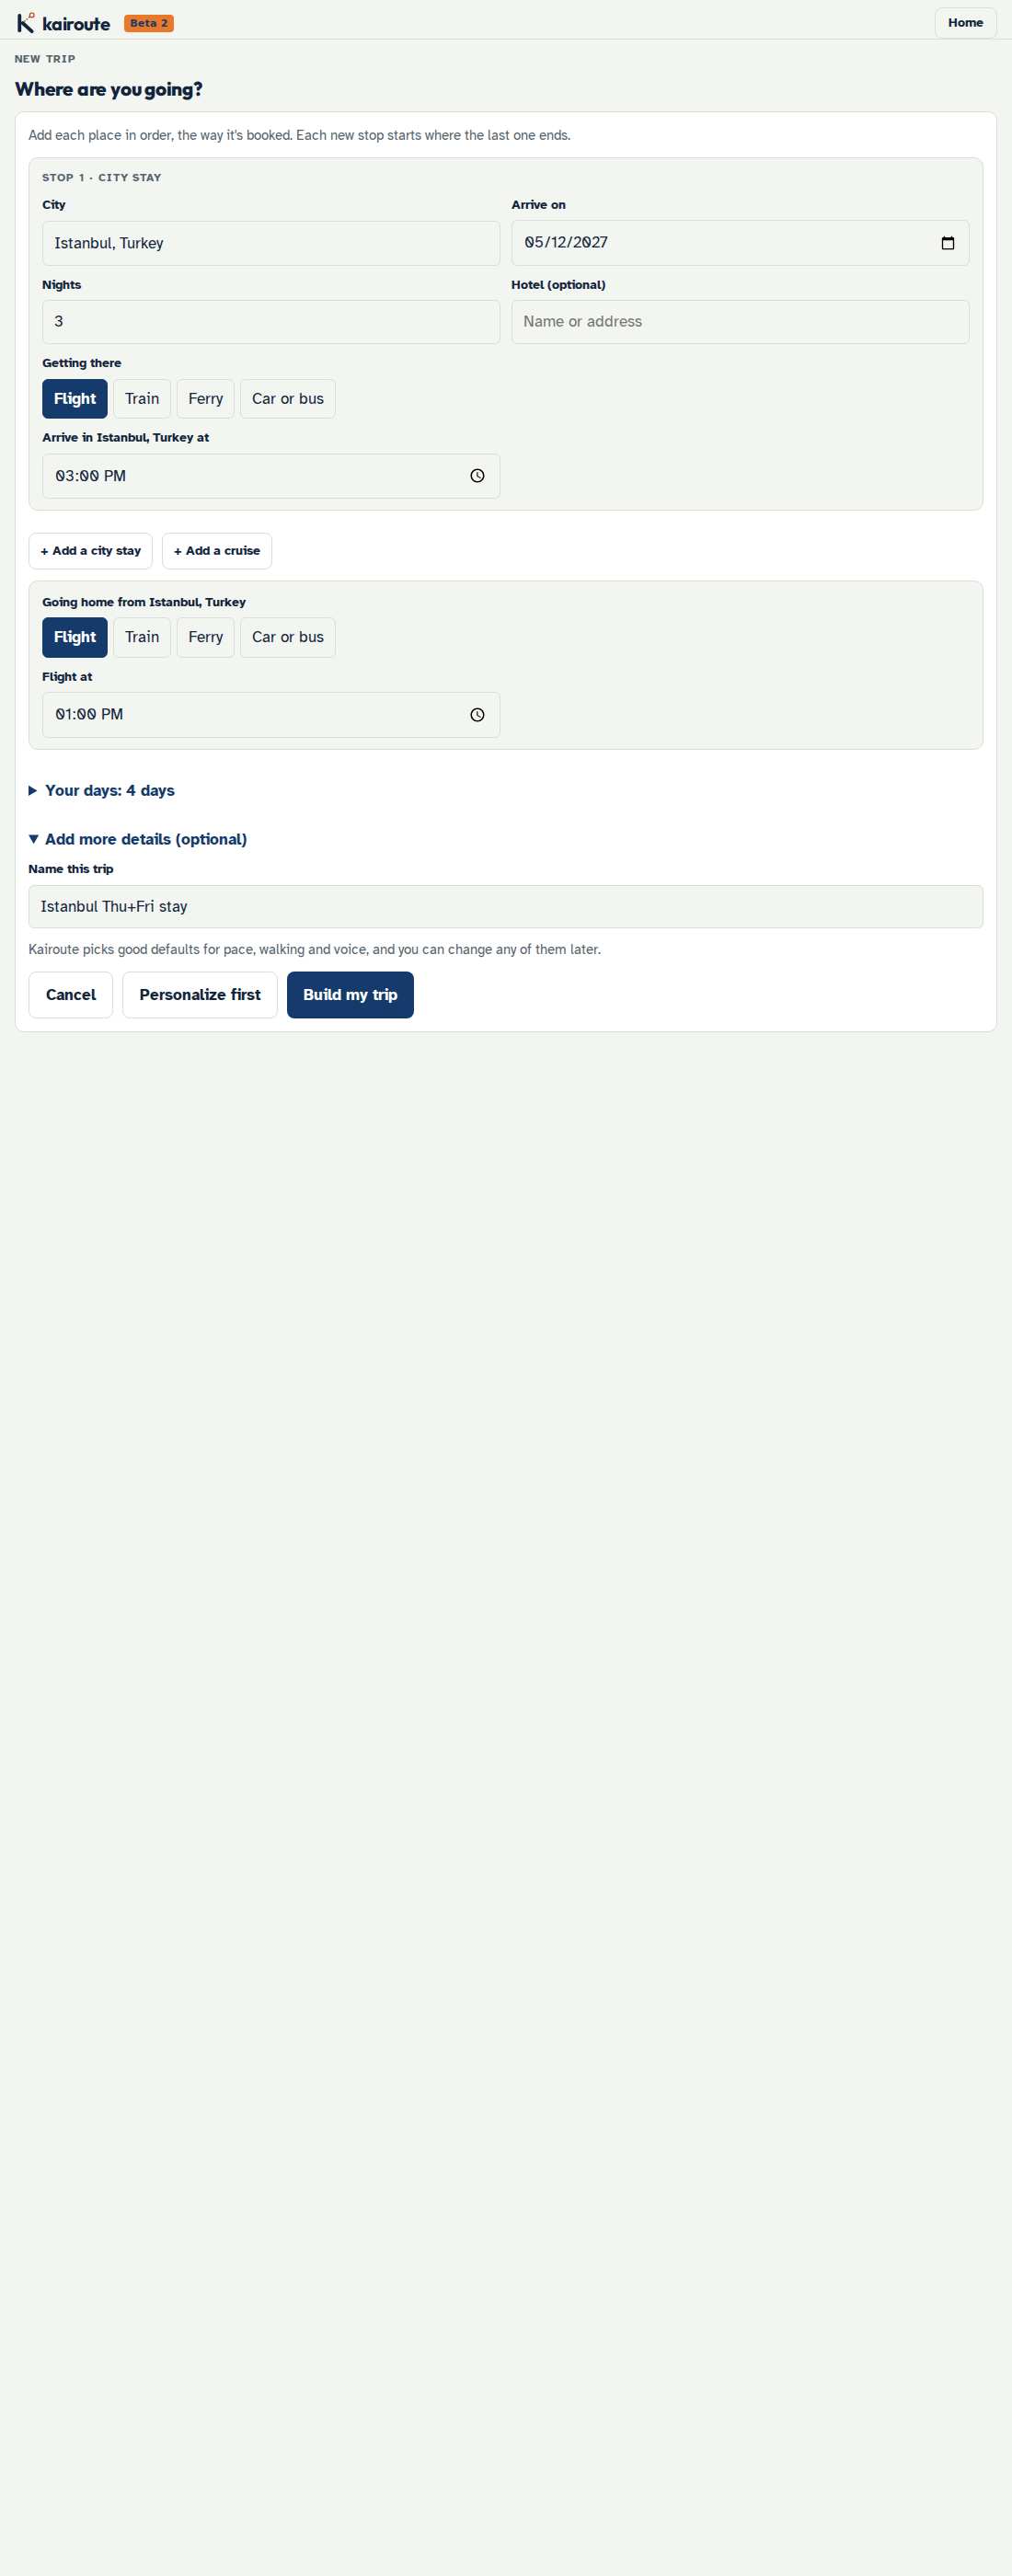 kairoute Beta 2 Home
NEW TRIP
Where are you going?
Add each place in order, the way it's booked. Each new stop starts where the last one ends.
STOP 1 · CITY STAY
City Arrive on
Istanbul, Turkey 05/12/2027
Nights Hotel (optional)
3 Name or address
Getting there
Flight Train Ferry Car or bus
Arrive in Istanbul, Turkey at
03:00 PM
+ Add a city stay + Add a cruise
Going home from Istanbul, Turkey
Flight Train Ferry Car or bus
Flight at
01:00 PM
Your days: 4 days
Add more details (optional)
Name this trip
Istanbul Thu+Fri stay
Kairoute picks good defaults for pace, walking and voice, and you can change any of them later.
Cancel Personalize first Build my trip